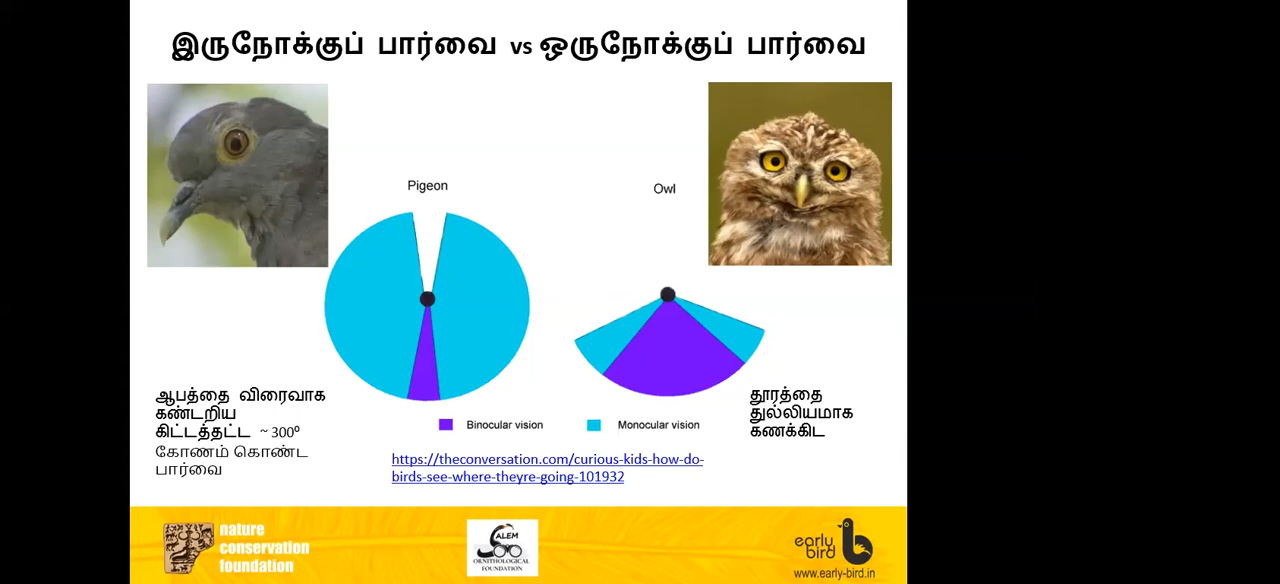 இருநோக்குப் பார்வை vs ஒருநோக்குப் பார்வை
Pigeon
Owl
ஆபத்தை விரைவாக
கண்டறிய
கிட்டத்தட்ட ~ 300⁰
கோணம் கொண்ட
பார்வை
தூரத்தை
துல்லியமாக
கணக்கிட
Binocular vision
Monocular vision
https://theconversation.com/curious-kids-how-do-
birds-see-where-theyre-going-101932
nature
conservation
foundation
SALEM
ORNITHOLOGICAL
FOUNDATION
early
bird
www.early-bird.in